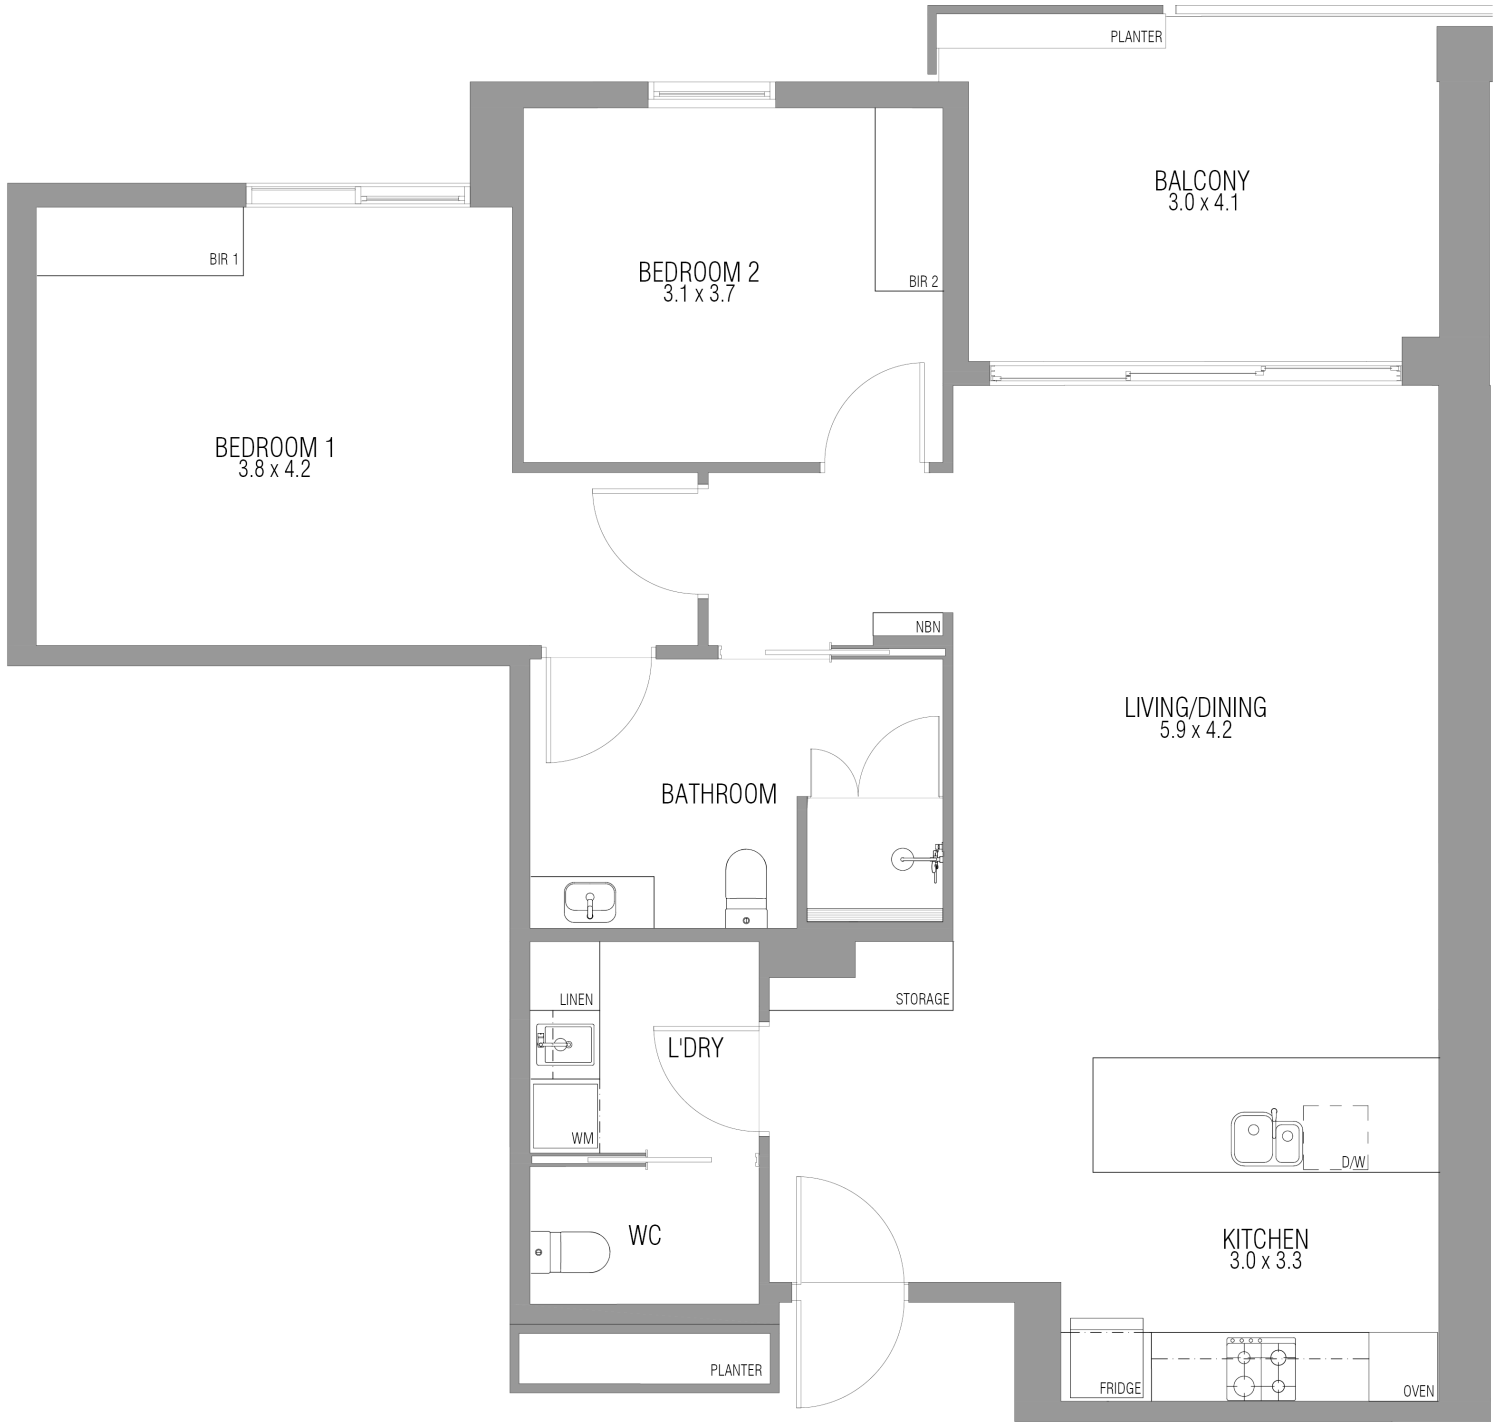 PLANTER
BALCONY
3.0 x 4.1
BIR 1
BEDROOM 2
3.1 x 3.7
BIR 2
BEDROOM 1
3.8 x 4.2
NBN
LIVING/DINING
5.9 x 4.2
BATHROOM
LINEN
STORAGE
L'DRY
WM
D/W
WC
KITCHEN
3.0 x 3.3
PLANTER
FRIDGE
OVEN